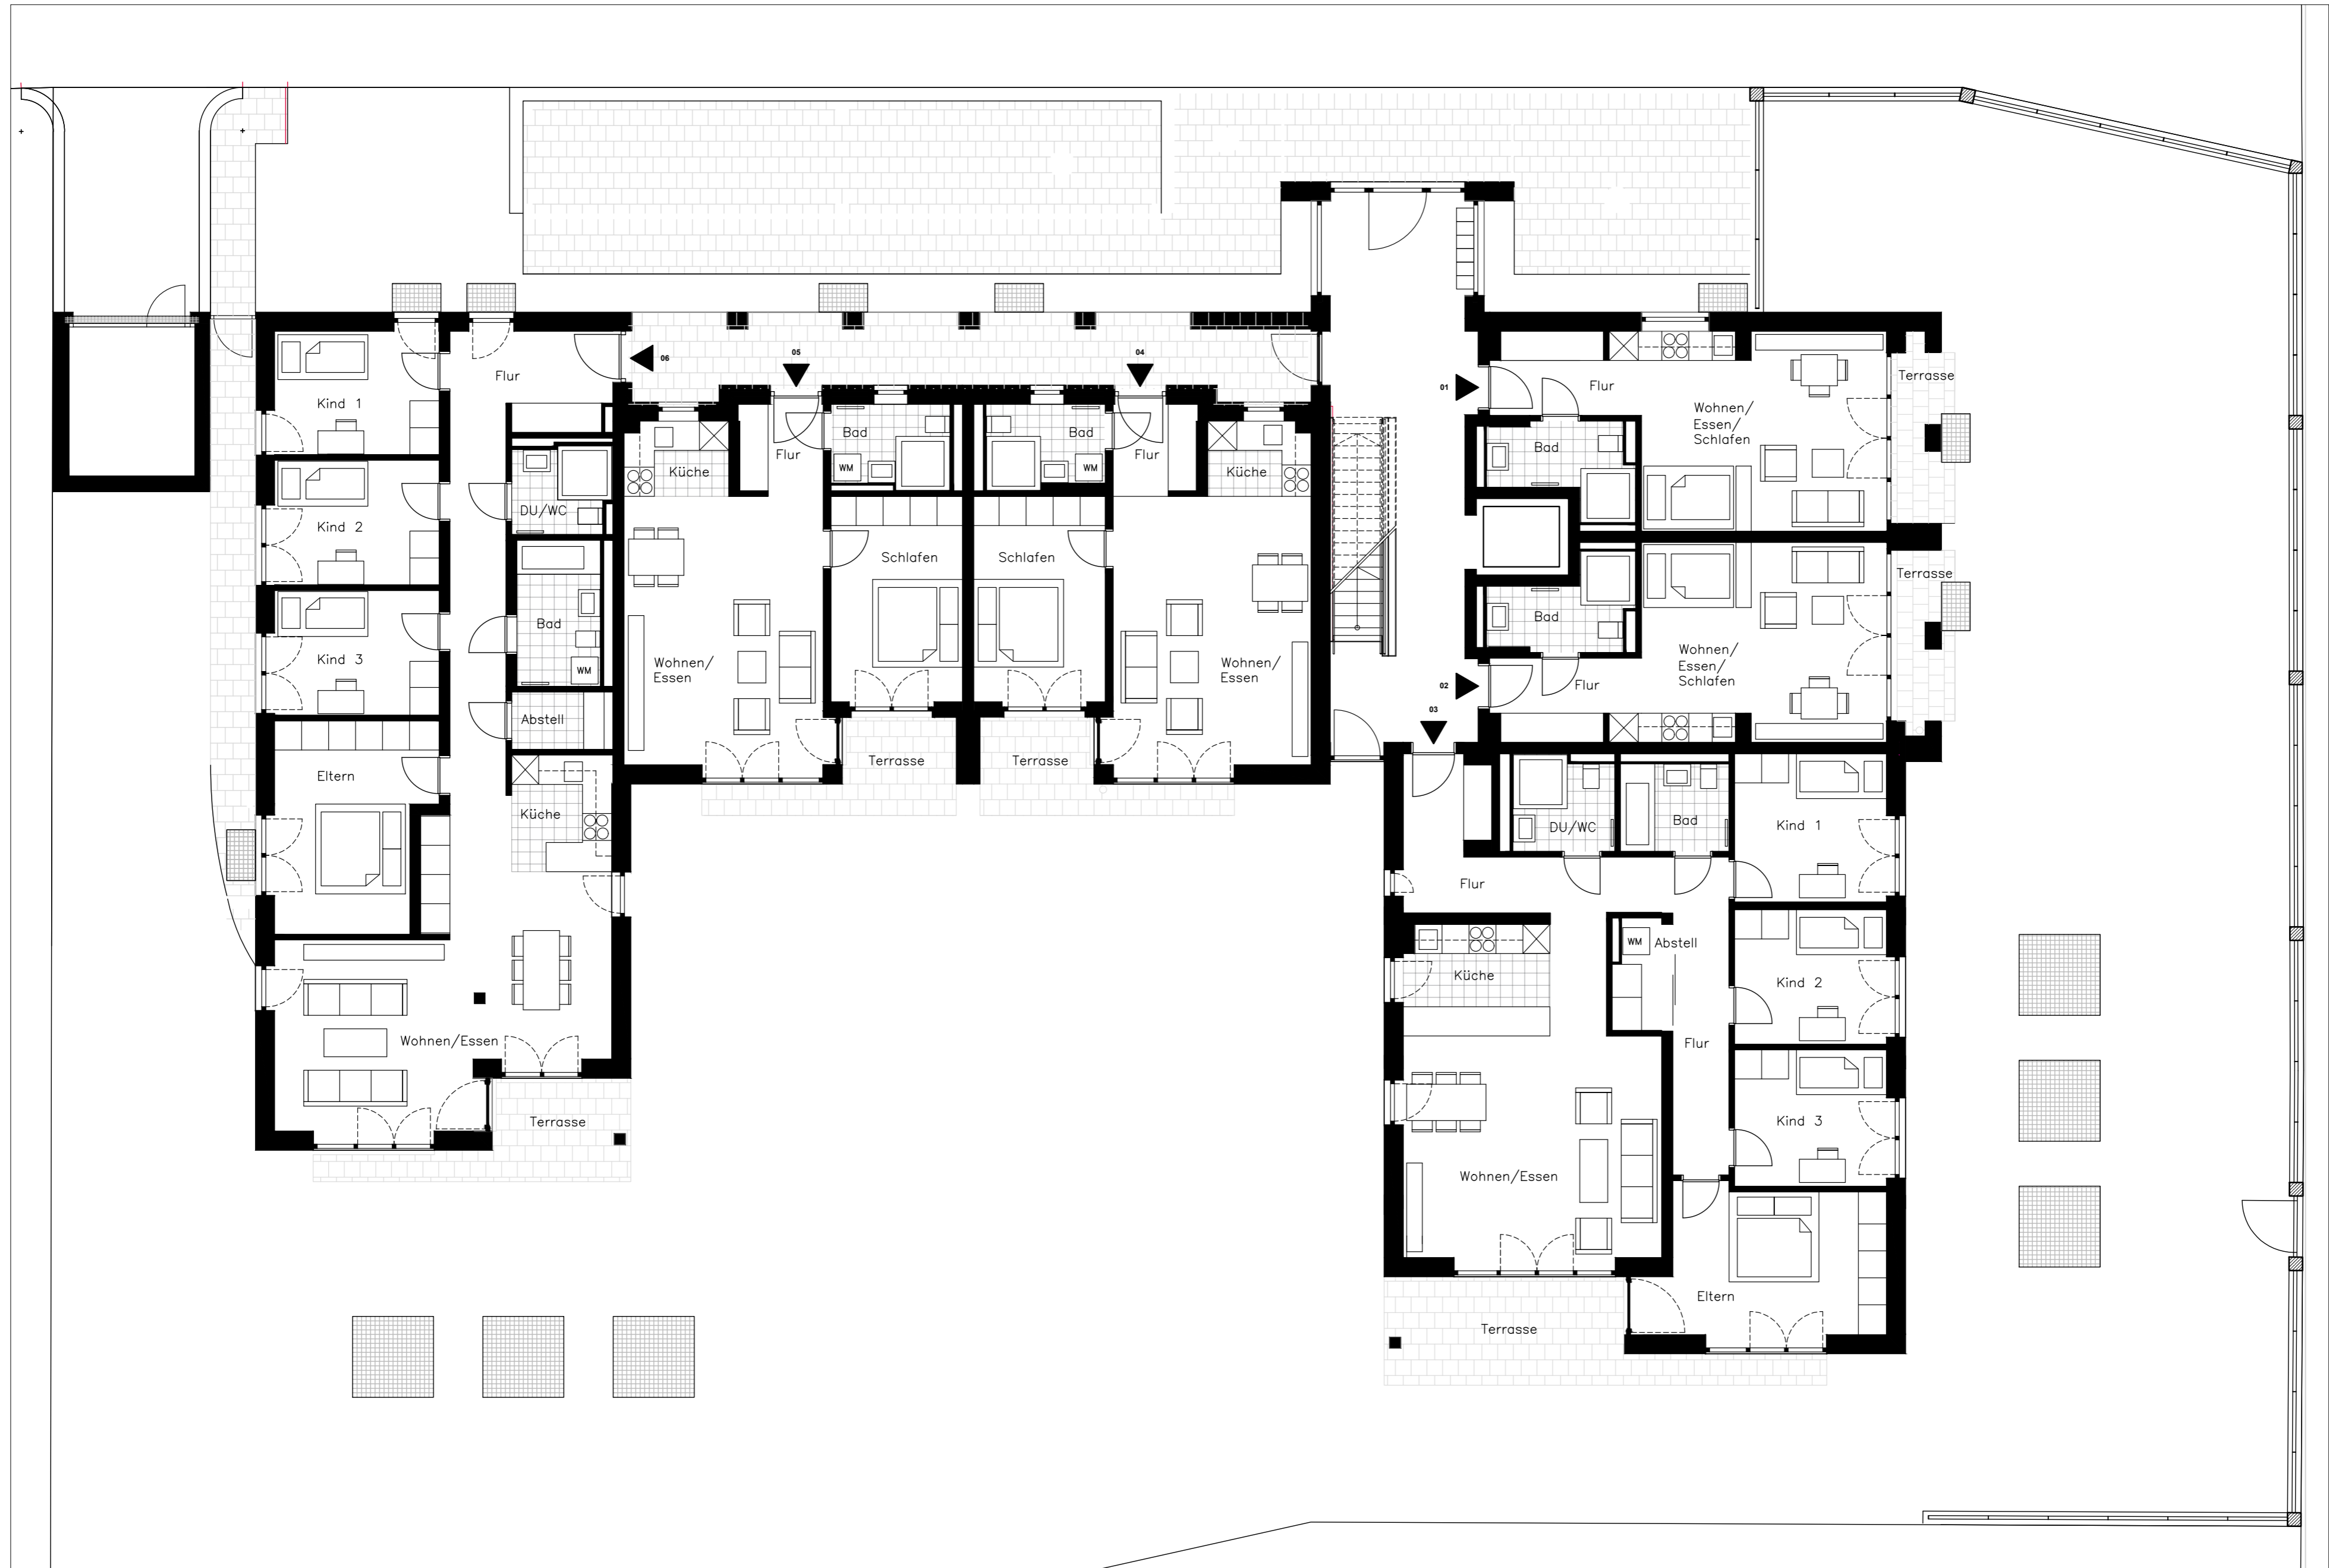 06
05
04
01
02
03
Kind 1
Flur
Kind 2
DU/WC
Kind 3
Bad
WM
Abstell
Eltern
Küche
Wohnen/Essen
Terrasse
Küche
Flur
Bad
WM
Schlafen
Wohnen/
Essen
Terrasse
Bad
WM
Flur
Küche
Schlafen
Wohnen/
Essen
Terrasse
Flur
Wohnen/
Essen/
Schlafen
Bad
Terrasse
Terrasse
Bad
Wohnen/
Essen/
Schlafen
Flur
DU/WC
Bad
Kind 1
Flur
WM
Abstell
Küche
Kind 2
Flur
Kind 3
Wohnen/Essen
Eltern
Terrasse